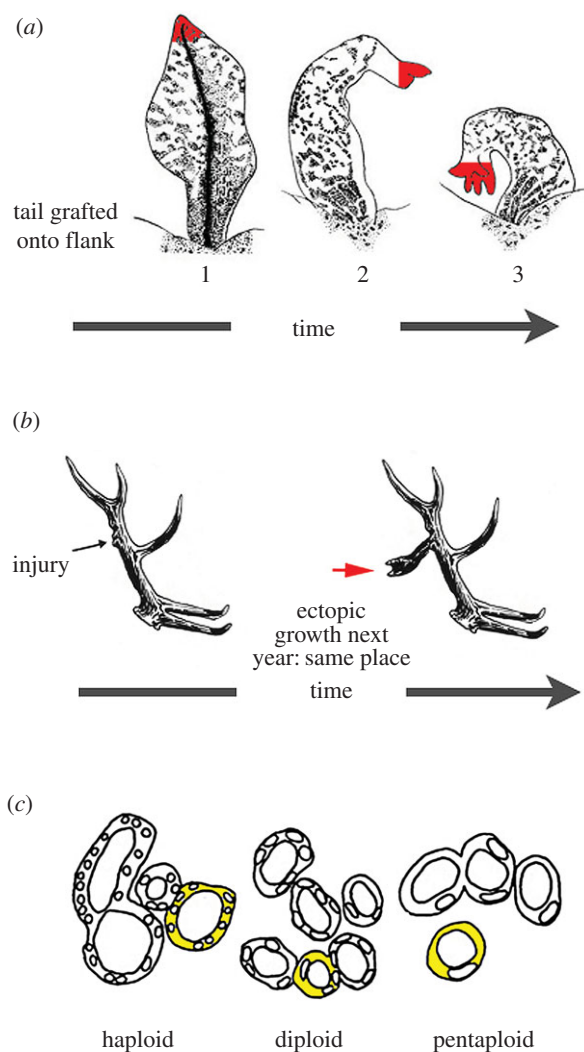 (a)
tail grafted
onto flank
1 2 3
time
(b)
injury
ectopic
growth next
year: same place
time
(c)
haploid diploid pentaploid